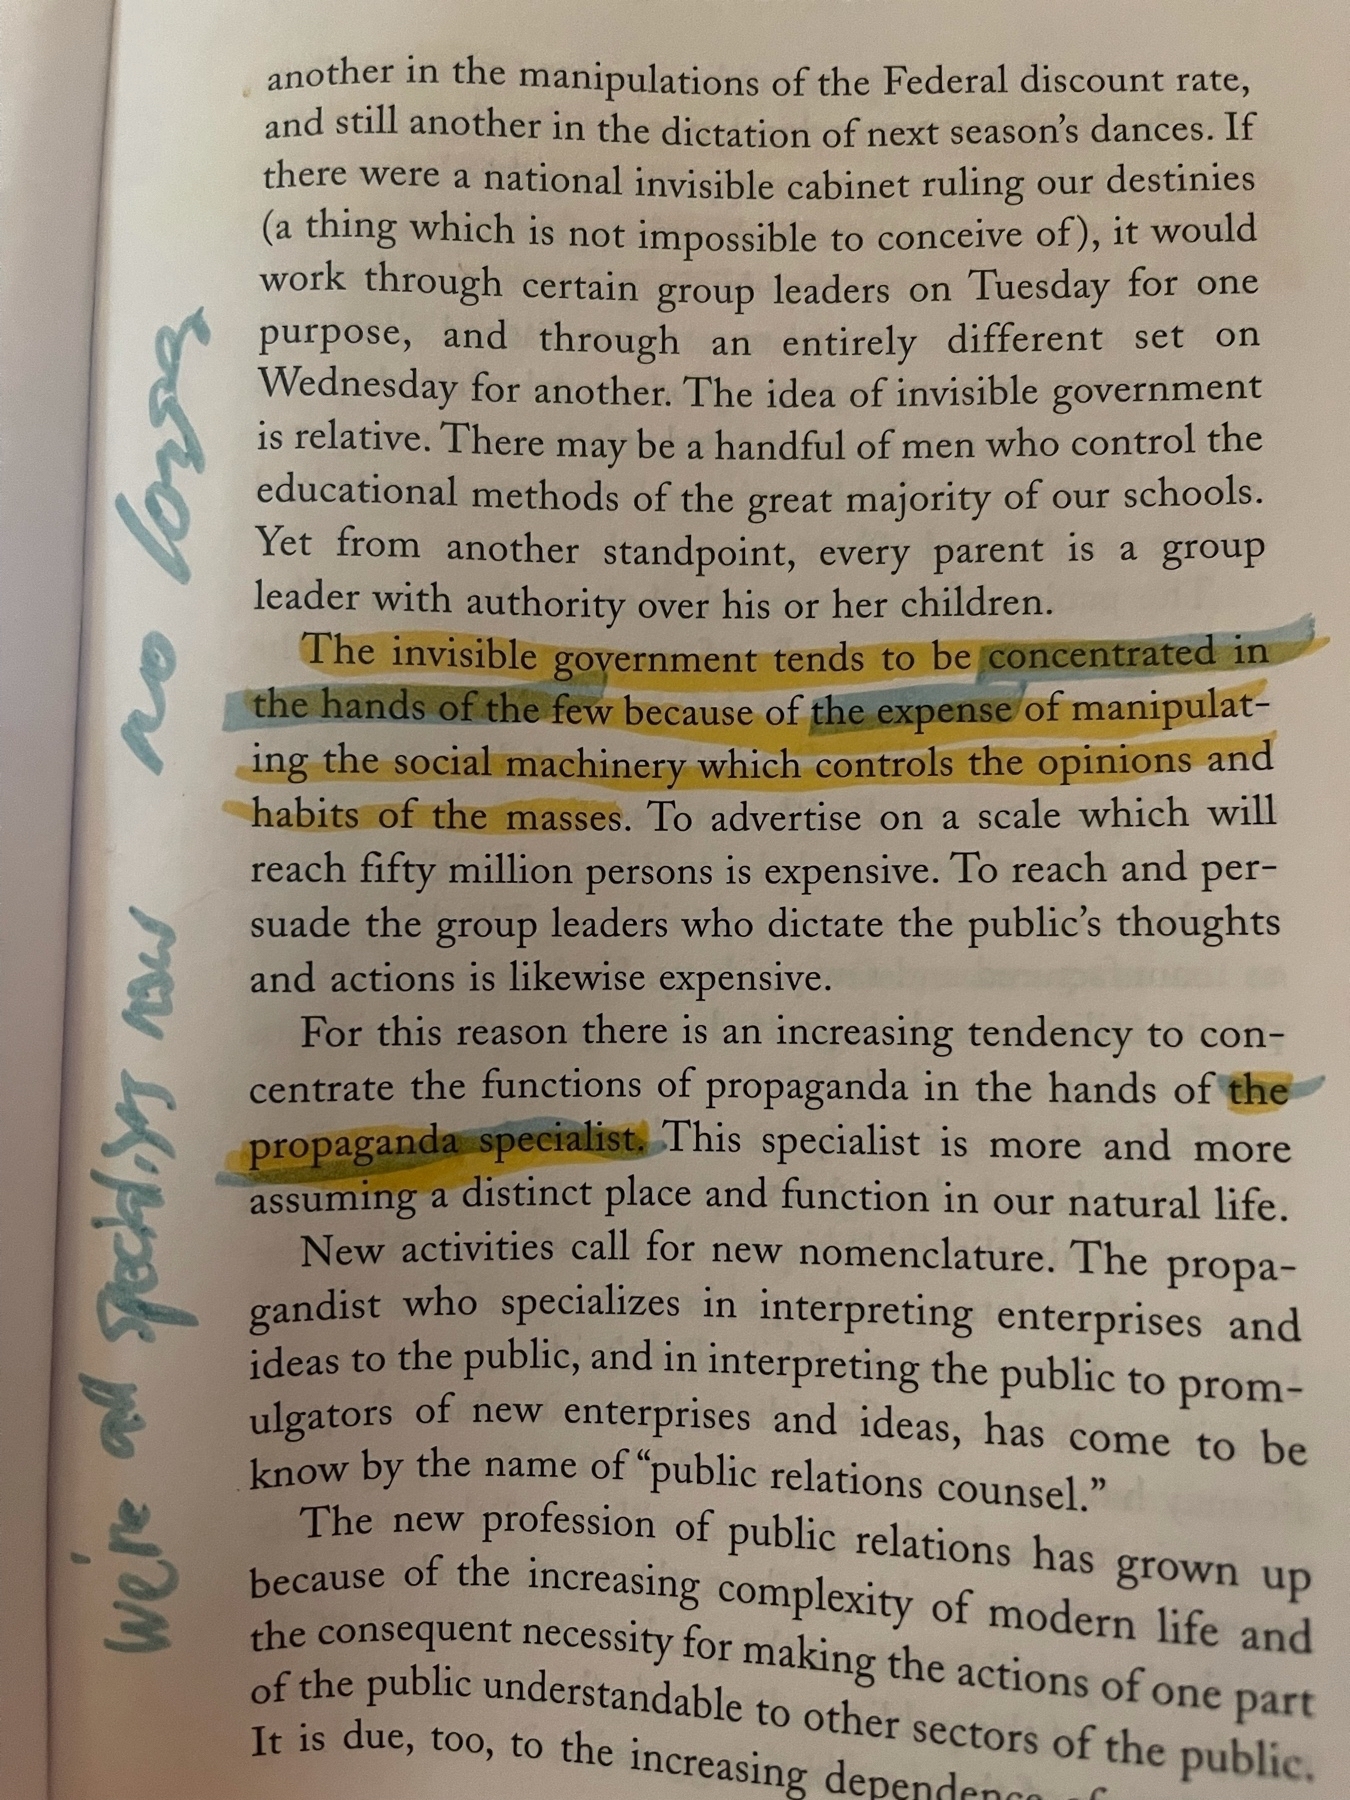 another in the manipulations of the Federal discount rate,
and still another in the dictation of next season's dances. If
there were a national invisible cabinet ruling our destinies
(a thing which is not impossible to conceive of), it would
work through certain group leaders on Tuesday for one
purpose, and through an entirely different set on
Wednesday for another. The idea of invisible government
is relative. There may be a handful of men who control the
educational methods of the great majority of our schools.
Yet from another standpoint, every parent is a group
leader with authority over his or her children.
The invisible government tends to be concentrated in
the hands of the few because of the expense of manipulat-
ing the social machinery which controls the opinions and
habits of the masses. To advertise on a scale which will
reach fifty million persons is expensive. To reach and per-
suade the group leaders who dictate the public's thoughts
and actions is likewise expensive.
For this reason there is an increasing tendency to con-
centrate the functions of propaganda in the hands of the
propaganda specialist. This specialist is more and more
assuming a distinct place and function in our natural life.
New activities call for new nomenclature. The propa-
gandist who specializes in interpreting enterprises and
ideas to the public, and in interpreting the public to prom-
ulgators of new enterprises and ideas, has come to be
know by the name of “public relations counsel.”
The new profession of public relations has grown up
because of the increasing complexity of modern life and
the consequent necessity for making the actions of one part
of the public understandable to other sectors of the public.
It is due, too, to the increasing dependence of
no longer
We're all specialists now